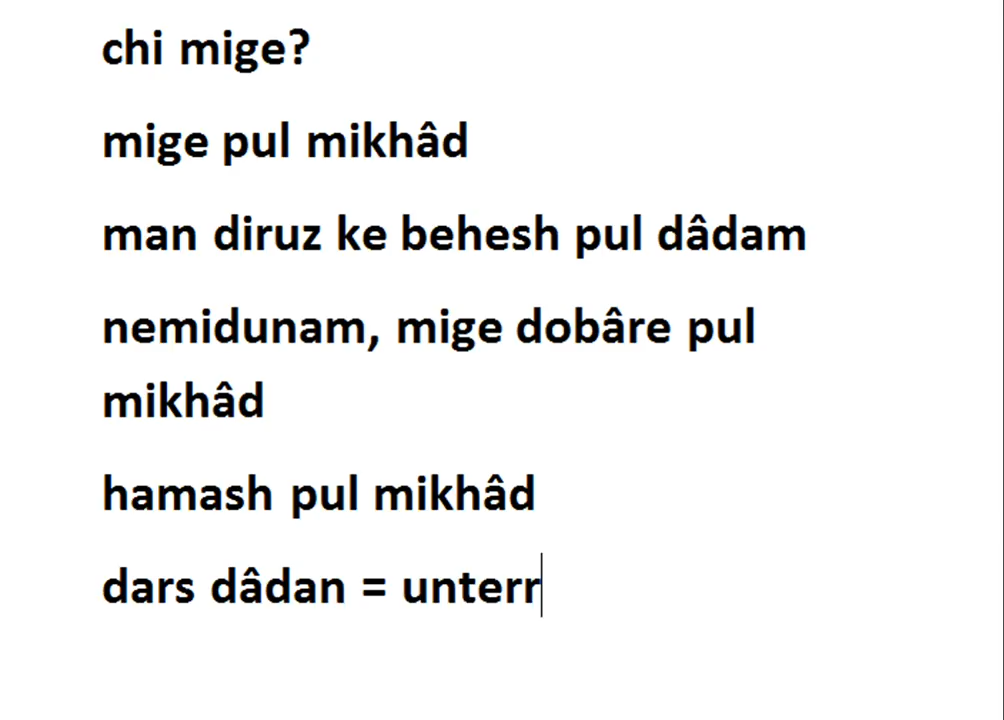 chi mige?
mige pul mikhâd
man diruz ke behesh pul dâdam
nemidunam, mige dobâre pul
mikhâd
hamash pul mikhâd
dars dâdan = unterr